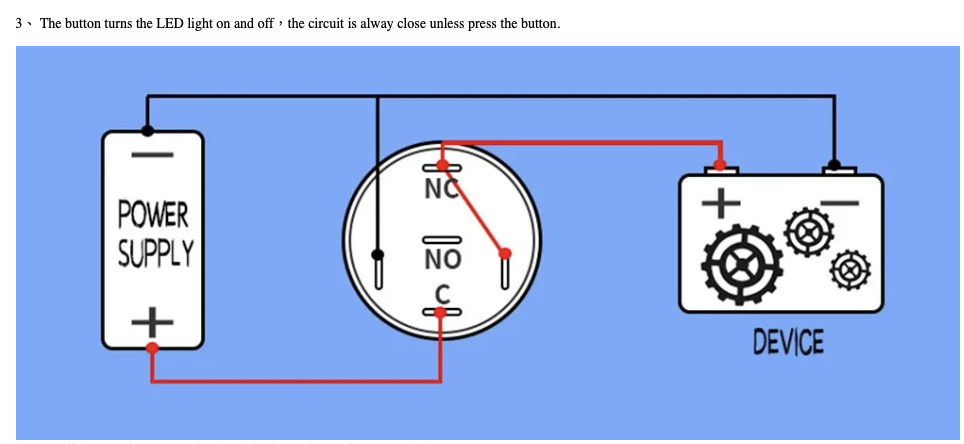 3、 The button turns the LED light on and off，the circuit is alway close unless press the button.
−
POWER
SUPPLY
+
NC
NO
C
+ −
DEVICE